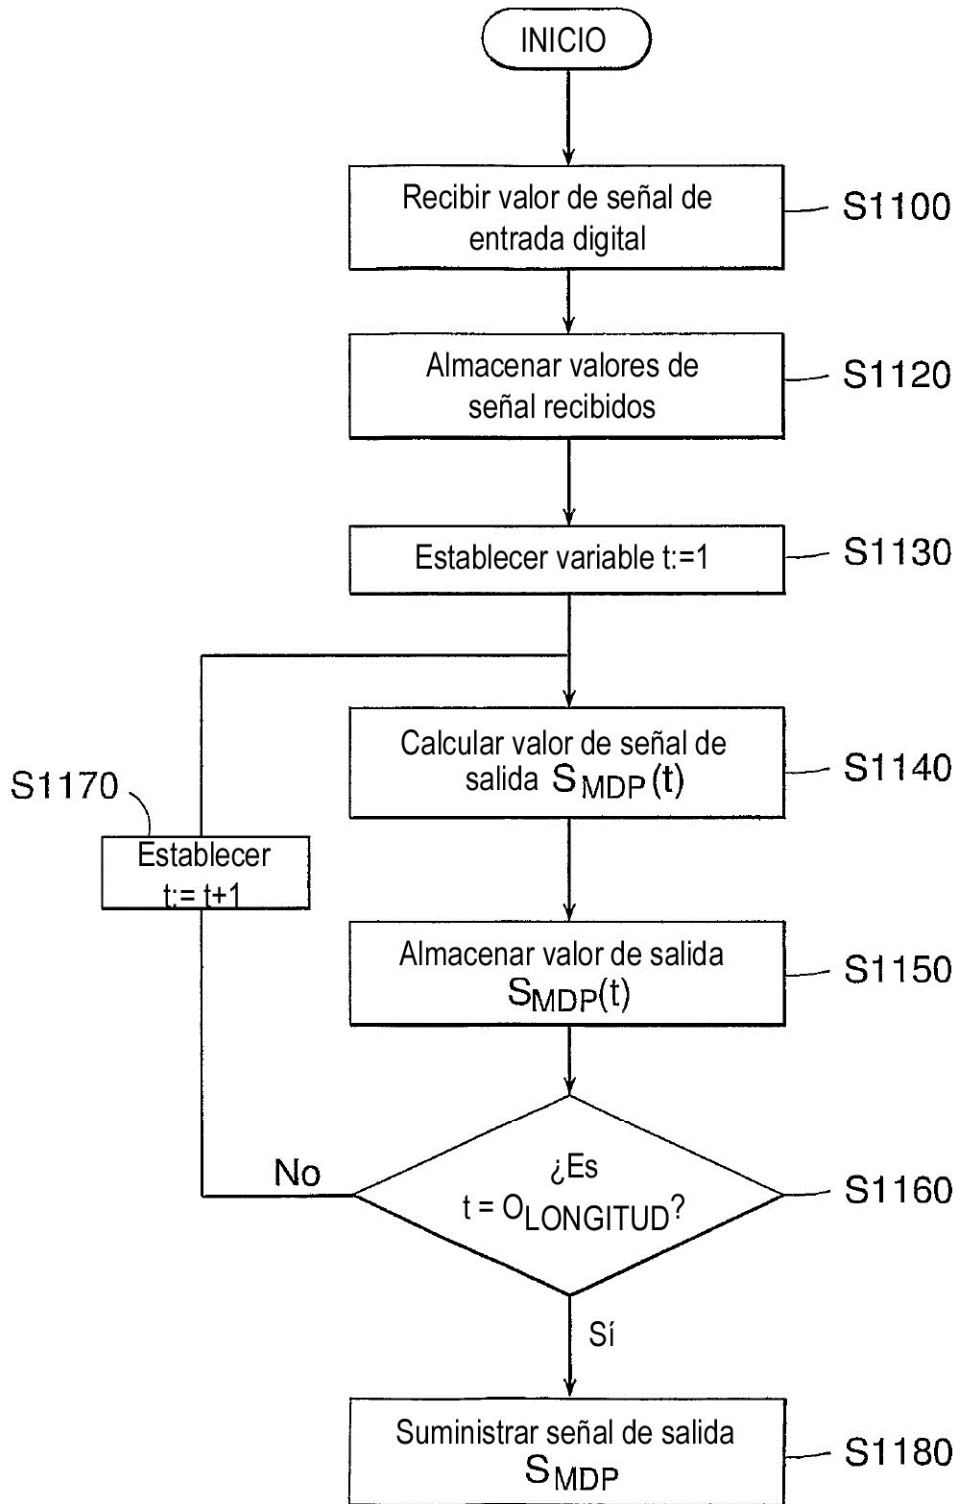 INICIO
Recibir valor de señal de
entrada digital
S1100
Almacenar valores de
señal recibidos
S1120
Establecer variable t:=1
S1130
Calcular valor de señal de
salida SMDP(t)
S1140
S1170
Establecer
t:= t+1
Almacenar valor de salida
SMDP(t)
S1150
No
¿Es
t = OLONGITUD?
S1160
Sí
Suministrar señal de salida
SMDP
S1180